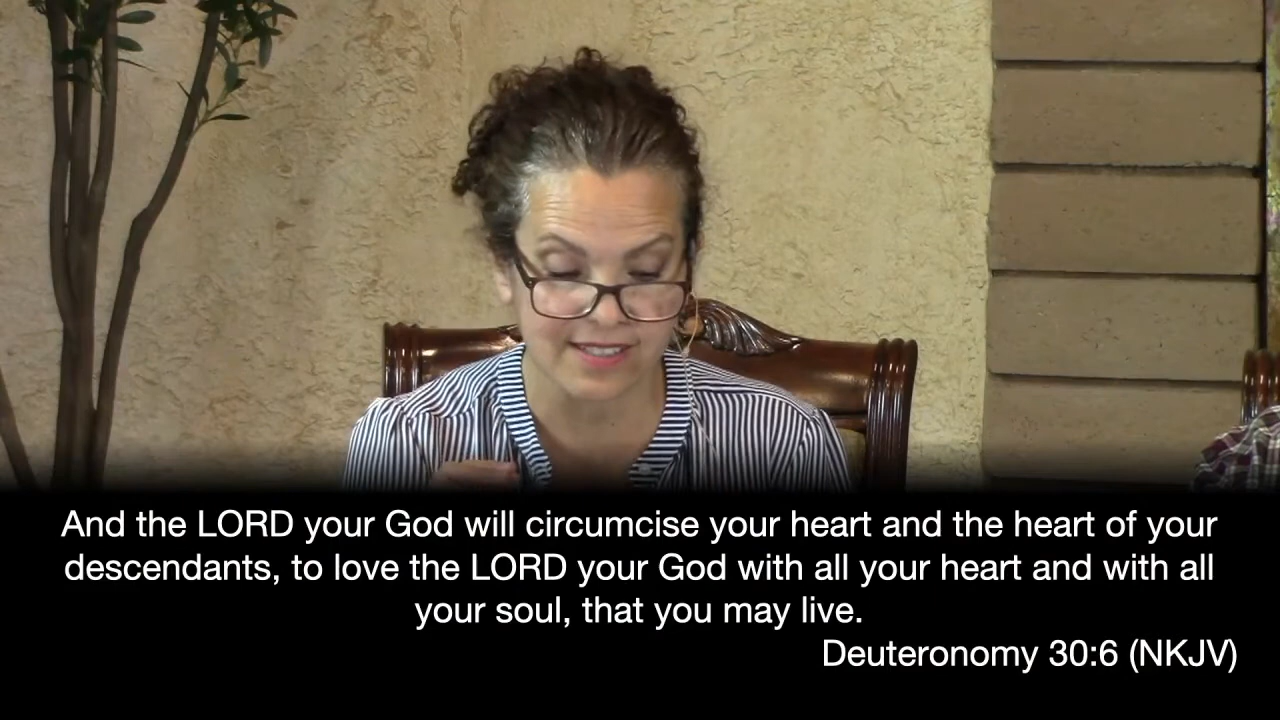 And the LORD your God will circumcise your heart and the heart of your
descendants, to love the LORD your God with all your heart and with all
your soul, that you may live.
Deuteronomy 30:6 (NKJV)